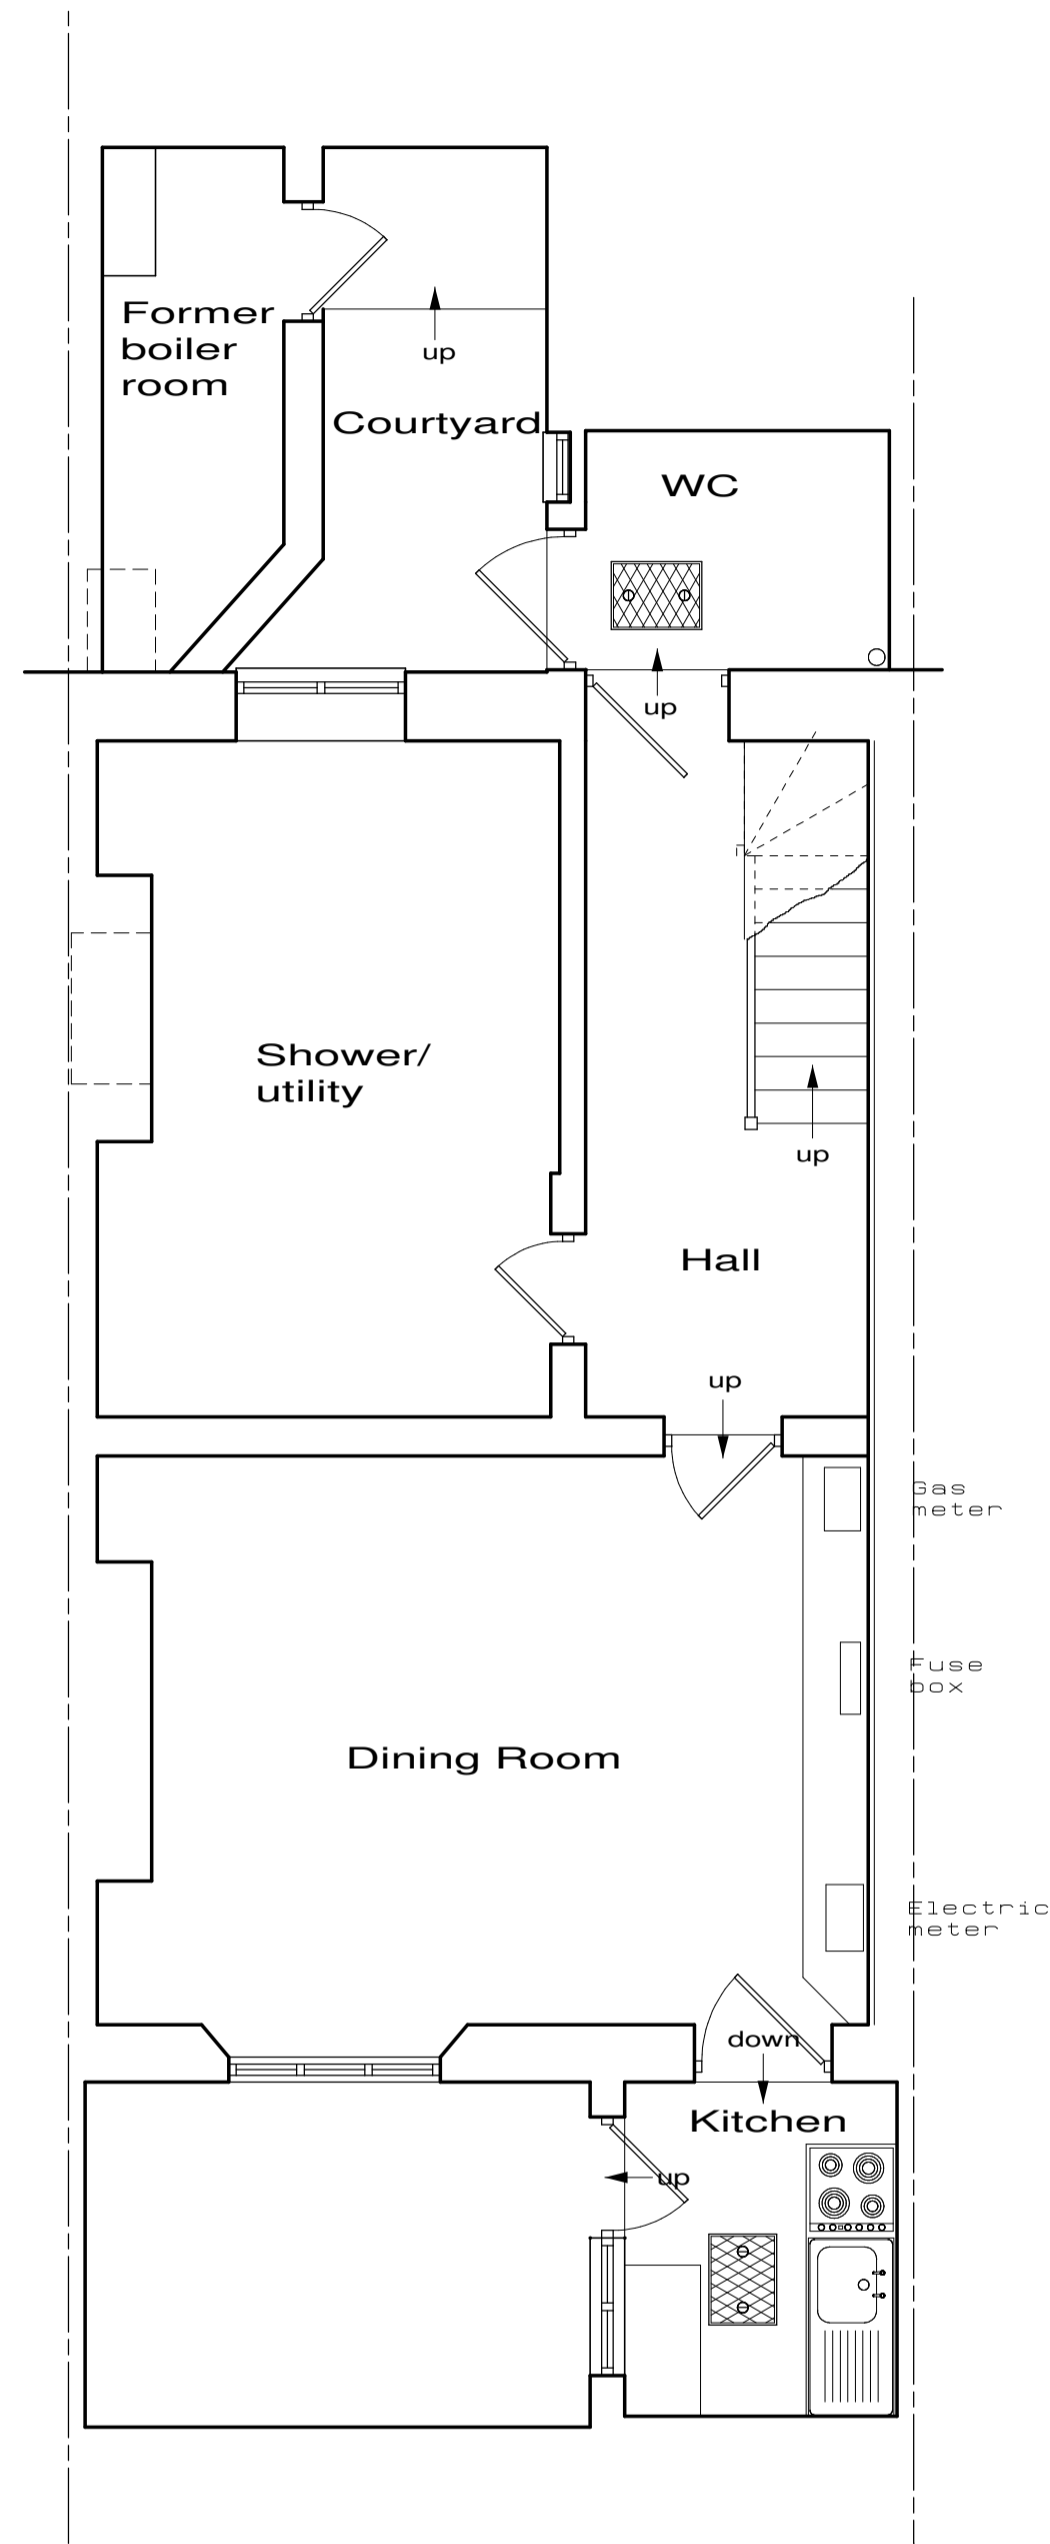 Former
boiler
room
up
Courtyard
WC
up
Shower/
utility
up
Hall
up
Gas
meter
Fuse
box
Dining Room
Electric
meter
down
Kitchen
up